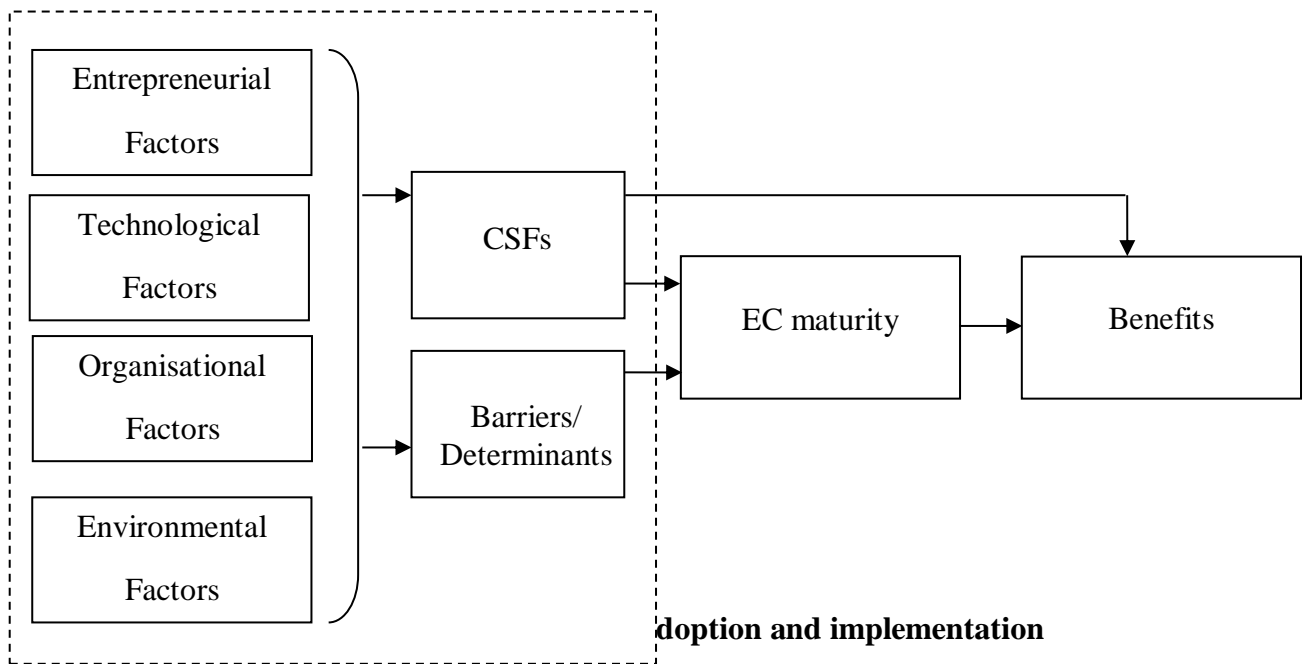 Entrepreneurial
Factors
Technological
Factors
Organisational
Factors
Environmental
Factors
CSFs
Barriers/
Determinants
EC maturity
Benefits
doption and implementation